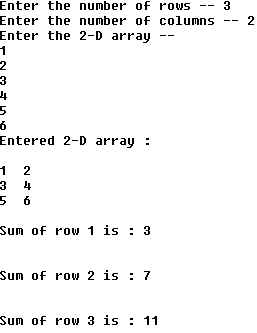 Enter the number of rows -- 3
Enter the number of columns -- 2
Enter the 2-D array --
1
2
3
4
5
6
Entered 2-D array :
1 2
3 4
5 6
Sum of row 1 is : 3
Sum of row 2 is : 7
Sum of row 3 is : 11